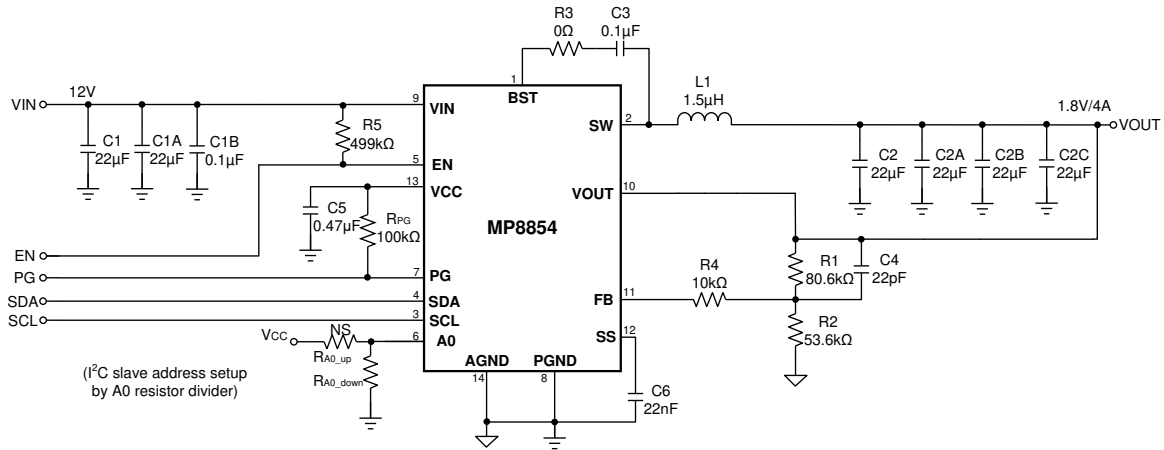 R3
0Ω
C3
0.1μF
1
BST
VIN
12V
9
VIN
C1
22μF
C1A
22μF
C1B
0.1μF
R5
499kΩ
5
EN
13
VCC
C5
0.47μF
RPG
100kΩ
EN
PG
7
PG
SDA
4
SDA
SCL
3
SCL
VCC
NS
6
A0
RA0_up
RA0_down
(I²C slave address setup
by A0 resistor divider)
MP8854
AGND
PGND
14
8
SW
2
L1
1.5μH
1.8V/4A
VOUT
C2
22μF
C2A
22μF
C2B
22μF
C2C
22μF
VOUT
10
R1
80.6kΩ
C4
22pF
FB
11
R4
10kΩ
R2
53.6kΩ
SS
12
C6
22nF